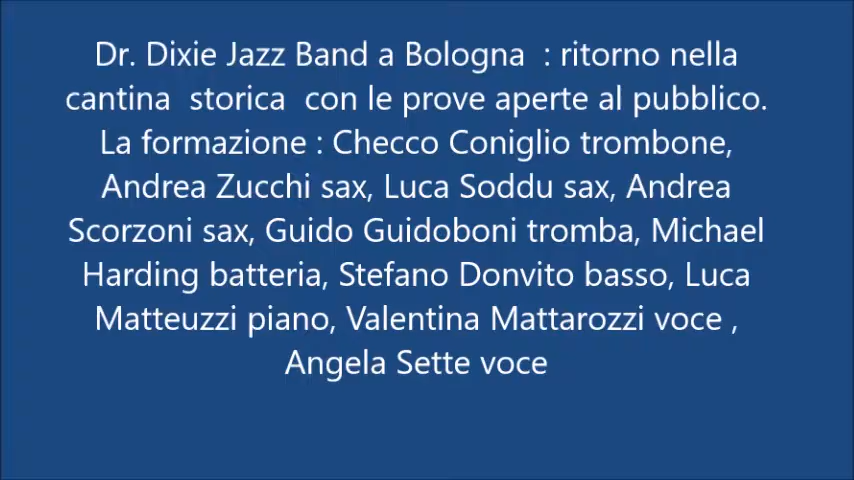 Dr. Dixie Jazz Band a Bologna  : ritorno nella
cantina  storica  con le prove aperte al pubblico.
La formazione : Checco Coniglio trombone,
Andrea Zucchi sax, Luca Soddu sax, Andrea
Scorzoni sax, Guido Guidoboni tromba, Michael
Harding batteria, Stefano Donvito basso, Luca
Matteuzzi piano, Valentina Mattarozzi voce ,
Angela Sette voce